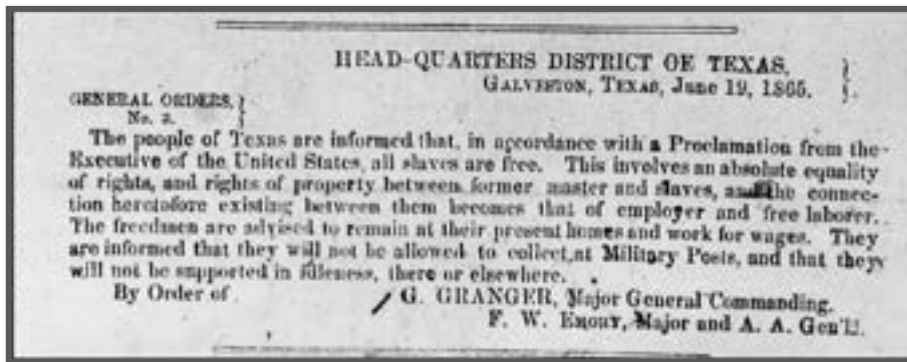 HEAD-QUARTERS DISTRICT OF TEXAS,
GALVESTON, TEXAS, June 19, 1865.
GENERAL ORDERS,
No. 3.
The people of Texas are informed that, in accordance with a Proclamation from the
Executive of the United States, all slaves are free. This involves an absolute equality
of rights, and rights of property between former master and slaves, and the connec-
tion heretofore existing between them becomes that of employer and free laborer.
The freedmen are advised to remain at their present homes and work for wages. They
are informed that they will not be allowed to collect at Military Posts, and that they
will not be supported in idleness, there or elsewhere.
By Order of
G. GRANGER, Major General Commanding.
F. W. EMORY, Major and A. A. Gen'l.